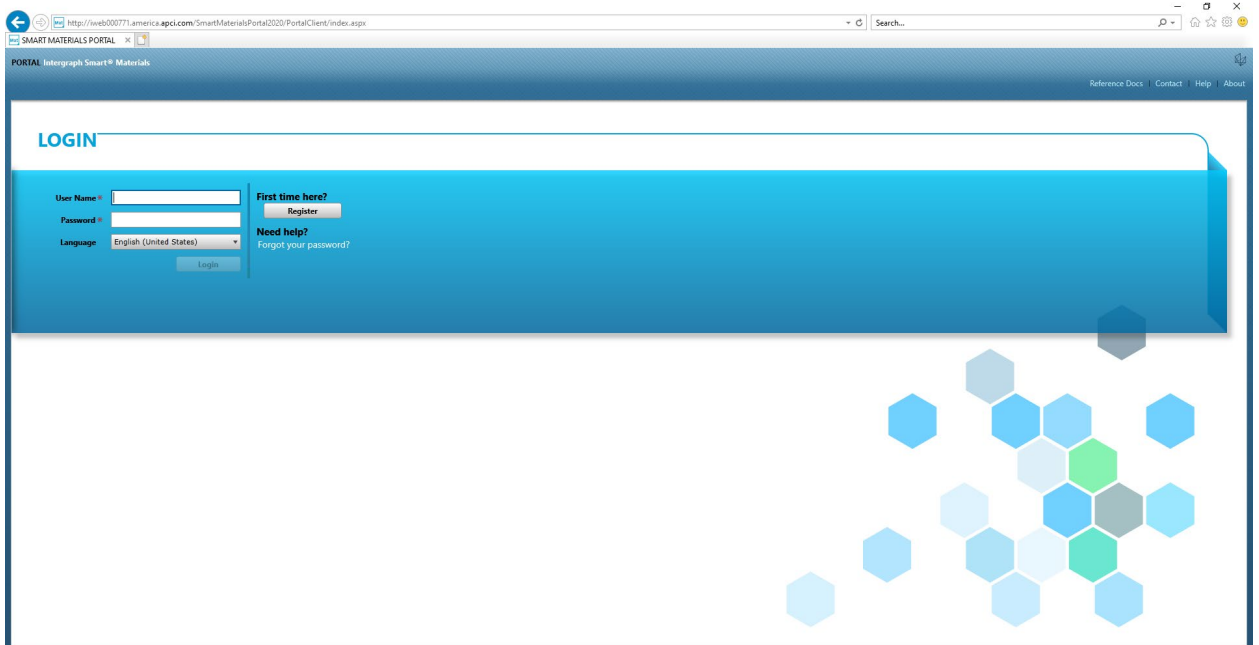 http://iweb000771.america.apci.com/SmartMaterialsPortal2020/PortalClient/index.aspx
Search...
SMART MATERIALS PORTAL
PORTAL Intergraph Smart® Materials
Reference Docs | Contact | Help | About
LOGIN
User Name *
First time here?
Register
Password *
Need help?
Language English (United States)
Forgot your password?
Login